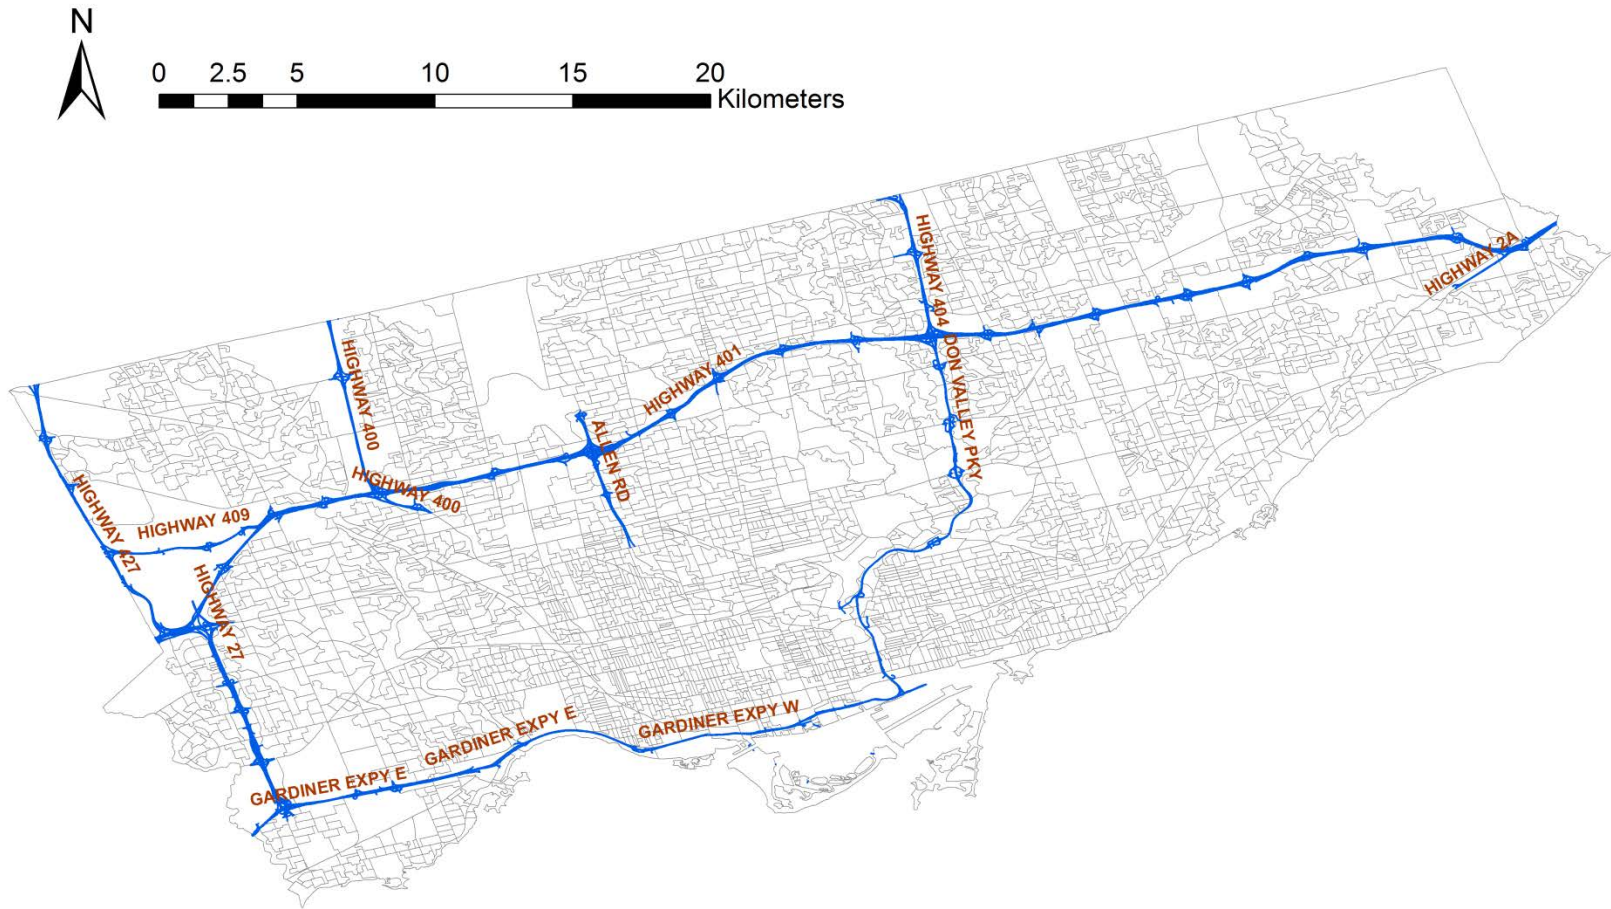 N
0 2.5 5 10 15 20
Kilometers
HIGHWAY 404
HIGHWAY 2A
HIGHWAY 400
HIGHWAY 401
DON VALLEY PKY
ALLEN RD
HIGHWAY 400
HIGHWAY 427
HIGHWAY 409
HIGHWAY 27
GARDINER EXPY W
GARDINER EXPY E
GARDINER EXPY E